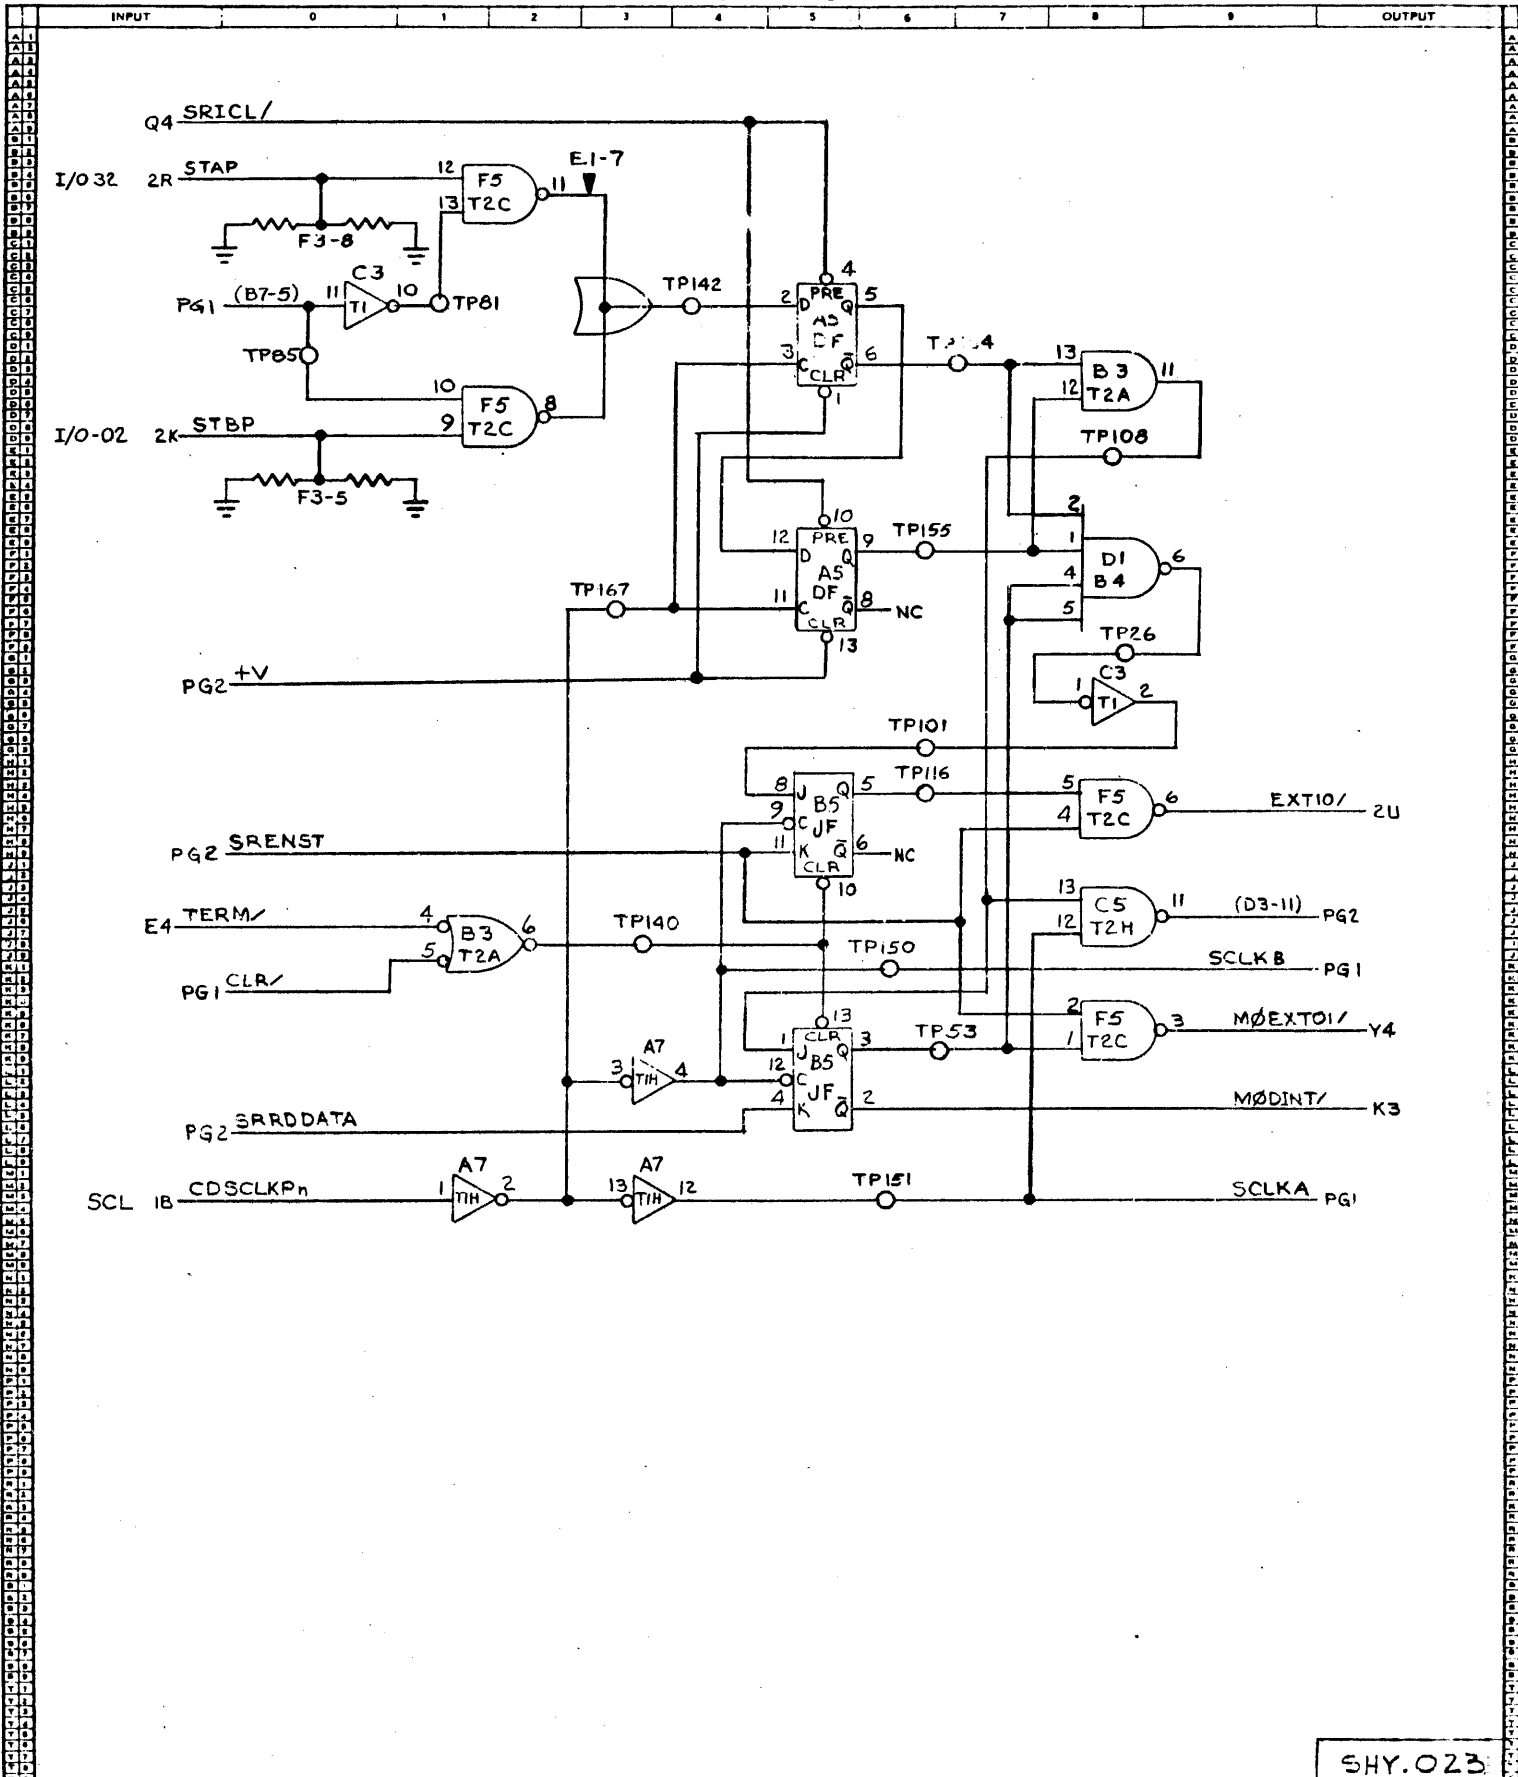 INPUT 0 1 2 3 4 5 6 7 8 9 OUTPUT
Q4 SRICL/
I/O 32 2R STAP
12 F5 11
13 T2C
E1-7
F3-8
PG1 (B7-5) 11 C3 T1 10 TP81
TP85
TP142
4
2 D PRE Q 5
DF
3 C CLR Q̅ 6
1
13 B3 11
12 T2A
TP108
10 F5 8
9 T2C
I/O-02 2K STBP
F3-5
10
12 D PRE Q 9 TP155
A5
DF
11 C CLR Q̅ 8 NC
13
TP167
2
1 D1 6
4 B4
5
TP26
C3
1 T1 2
PG2 +V
TP101
8 J Q 5 TP116
9 C B5
JF
11 K CLR Q̅ 6 NC
10
5 F5 6 EXT10/ 2U
4 T2C
PG2 SRENST
E4 TERM/ 4 B3 6 TP140
5 T2A
PG1 CLR/
13 C5 11 (D3-11) PG2
12 T2H
TP150 SCLKB PG1
13
1 J CLR Q 3 TP53
12 C B5
JF
4 K Q̅ 2
2 F5 3 MØEXT01/ Y4
1 T2C
A7
3 T1H 4
MØDINT/ K3
PG2 SRRDDATA
SCL 1B CDSCLKPn 1 A7 T1H 2 13 A7 T1H 12 TP151 SCLKA PG1
SHY.023